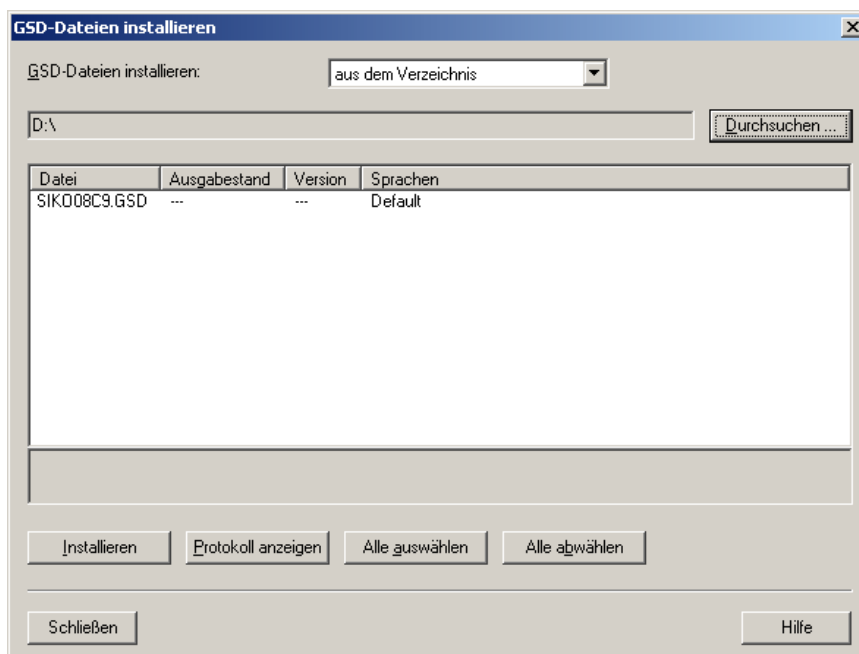 GSD-Dateien installieren
GSD-Dateien installieren: aus dem Verzeichnis
D:\ Durchsuchen ...
Datei Ausgabestand Version Sprachen
SIKO08C9.GSD --- --- Default
Installieren Protokoll anzeigen Alle auswählen Alle abwählen
Schließen Hilfe